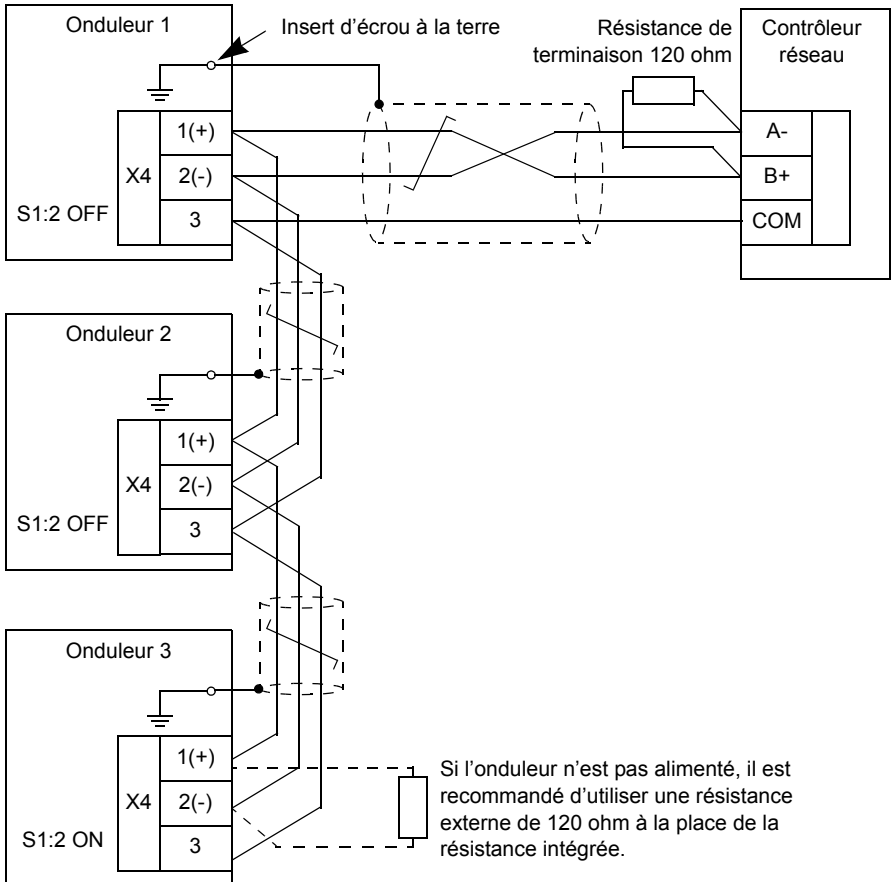 Onduleur 1
Insert d'écrou à la terre
Résistance de
terminaison 120 ohm
Contrôleur
réseau
X4
1(+)
2(-)
3
S1:2 OFF
A-
B+
COM
Onduleur 2
X4
1(+)
2(-)
3
S1:2 OFF
Onduleur 3
X4
1(+)
2(-)
3
S1:2 ON
Si l'onduleur n'est pas alimenté, il est
recommandé d'utiliser une résistance
externe de 120 ohm à la place de la
résistance intégrée.